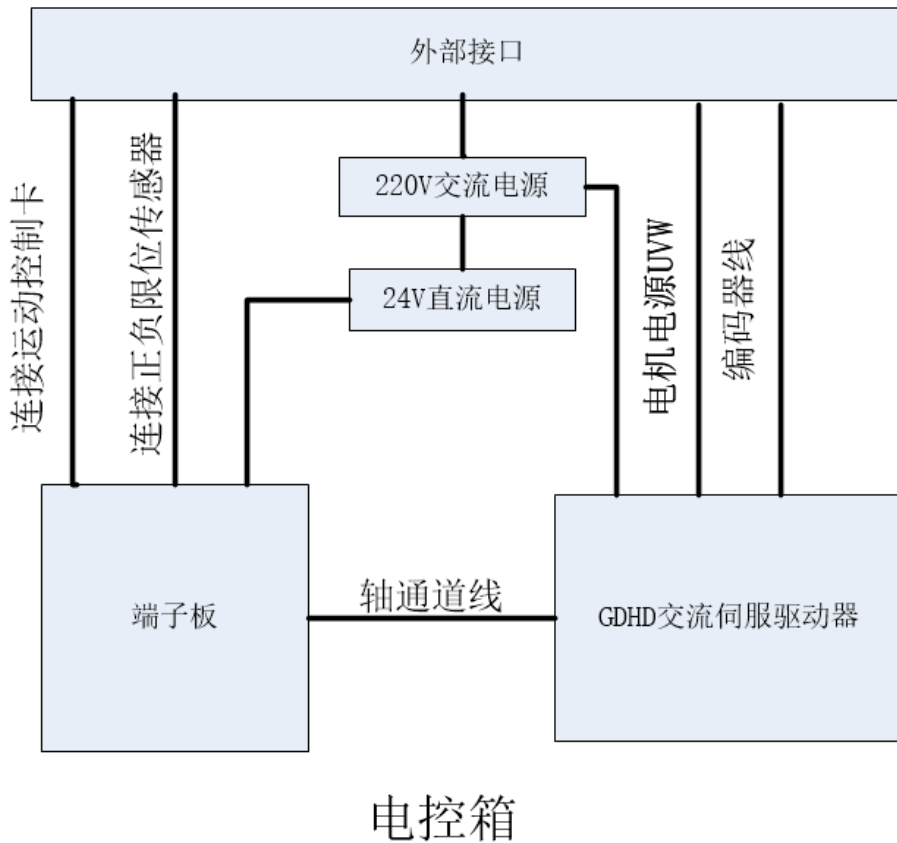 外部接口
220V交流电源
24V直流电源
连接运动控制卡
连接正负限位传感器
电机电源UVW
编码器线
端子板
轴通道线
GDHD交流伺服驱动器
电控箱